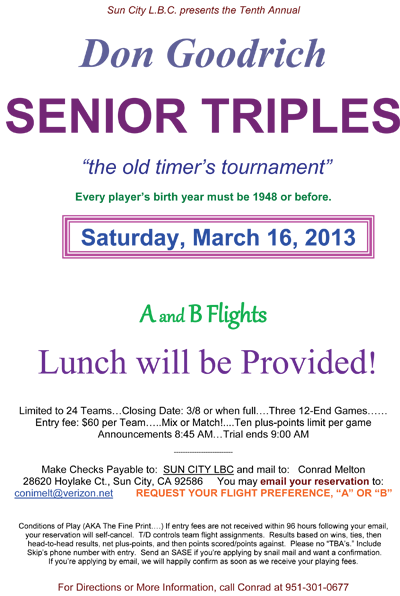 Sun City L.B.C. presents the Tenth Annual
Don Goodrich
SENIOR TRIPLES
“the old timer’s tournament”
Every player’s birth year must be 1948 or before.
Saturday, March 16, 2013
A and B Flights
Lunch will be Provided!
Limited to 24 Teams…Closing Date: 3/8 or when full….Three 12-End Games……
Entry fee: $60 per Team…..Mix or Match!....Ten plus-points limit per game
Announcements 8:45 AM…Trial ends 9:00 AM
Make Checks Payable to: SUN CITY LBC and mail to: Conrad Melton
28620 Hoylake Ct., Sun City, CA 92586 You may email your reservation to:
conimelt@verizon.net REQUEST YOUR FLIGHT PREFERENCE, “A” OR “B”
Conditions of Play (AKA The Fine Print….) If entry fees are not received within 96 hours following your email,
your reservation will self-cancel. T/D controls team flight assignments. Results based on wins, ties, then
head-to-head results, net plus-points, and then points scored/points against. Please no “TBA’s.” Include
Skip’s phone number with entry. Send an SASE if you’re applying by snail mail and want a confirmation.
If you’re applying by email, we will happily confirm as soon as we receive your playing fees.
For Directions or More Information, call Conrad at 951-301-0677